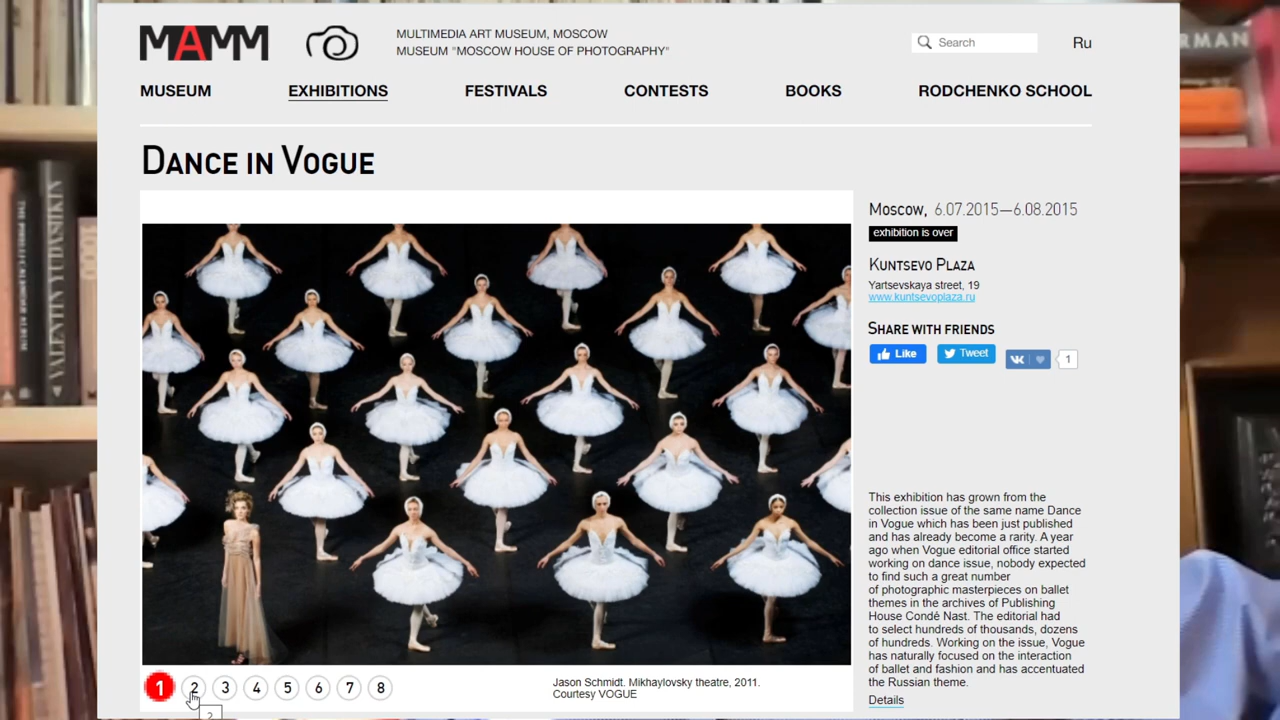 MAMM
MULTIMEDIA ART MUSEUM, MOSCOW
MUSEUM "MOSCOW HOUSE OF PHOTOGRAPHY"
Search
Ru
MUSEUM
EXHIBITIONS
FESTIVALS
CONTESTS
BOOKS
RODCHENKO SCHOOL
DANCE IN VOGUE
MOSCOW, 6.07.2015—6.08.2015
exhibition is over
KUNTSEVO PLAZA
Yartsevskaya street, 19
www.kuntsevoplaza.ru
SHARE WITH FRIENDS
Like
Tweet
1
This exhibition has grown from the
collection issue of the same name Dance
in Vogue which has been just published
and has already become a rarity. A year
ago when Vogue editorial office started
working on dance issue, nobody expected
to find such a great number
of photographic masterpieces on ballet
themes in the archives of Publishing
House Condé Nast. The editorial had
to select hundreds of thousands, dozens
of hundreds. Working on the issue, Vogue
has naturally focused on the interaction
of ballet and fashion and has accentuated
the Russian theme.
Details
1 2 3 4 5 6 7 8
2
Jason Schmidt. Mikhaylovsky theatre, 2011.
Courtesy VOGUE
VALENTIN YUDASHKIN
RMAN